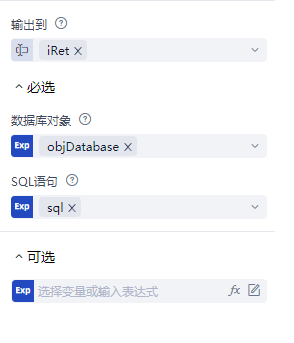 输出到 ?
iRet ×
必选
数据库对象 ?
Exp objDatabase ×
SQL语句 ?
Exp sql ×
可选
Exp 选择变量或输入表达式 fx